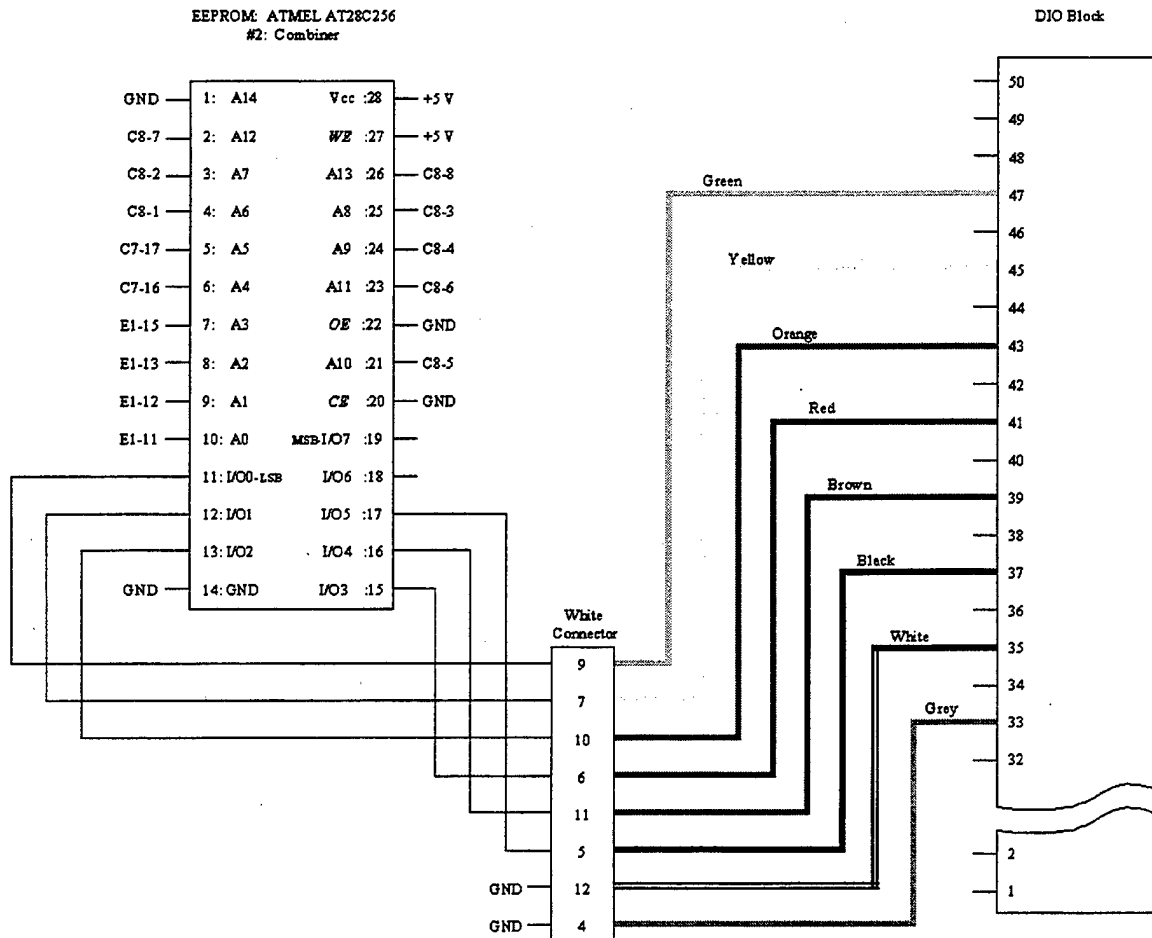 EEPROM: ATMEL AT28C256
#2: Combiner
DIO Block
GND 1: A14 Vcc :28 +5 V
C8-7 2: A12 WE :27 +5 V
C8-2 3: A7 A13 :26 C8-8
C8-1 4: A6 A8 :25 C8-3
C7-17 5: A5 A9 :24 C8-4
C7-16 6: A4 A11 :23 C8-6
E1-15 7: A3 OE :22 GND
E1-13 8: A2 A10 :21 C8-5
E1-12 9: A1 CE :20 GND
E1-11 10: A0 MSB-I/O7 :19
11: I/O0-LSB I/O6 :18
12: I/O1 I/O5 :17
13: I/O2 I/O4 :16
GND 14: GND I/O3 :15
White
Connector
9
7
10
6
11
5
GND 12
GND 4
Green
Yellow
Orange
Red
Brown
Black
White
Grey
50
49
48
47
46
45
44
43
42
41
40
39
38
37
36
35
34
33
32
2
1